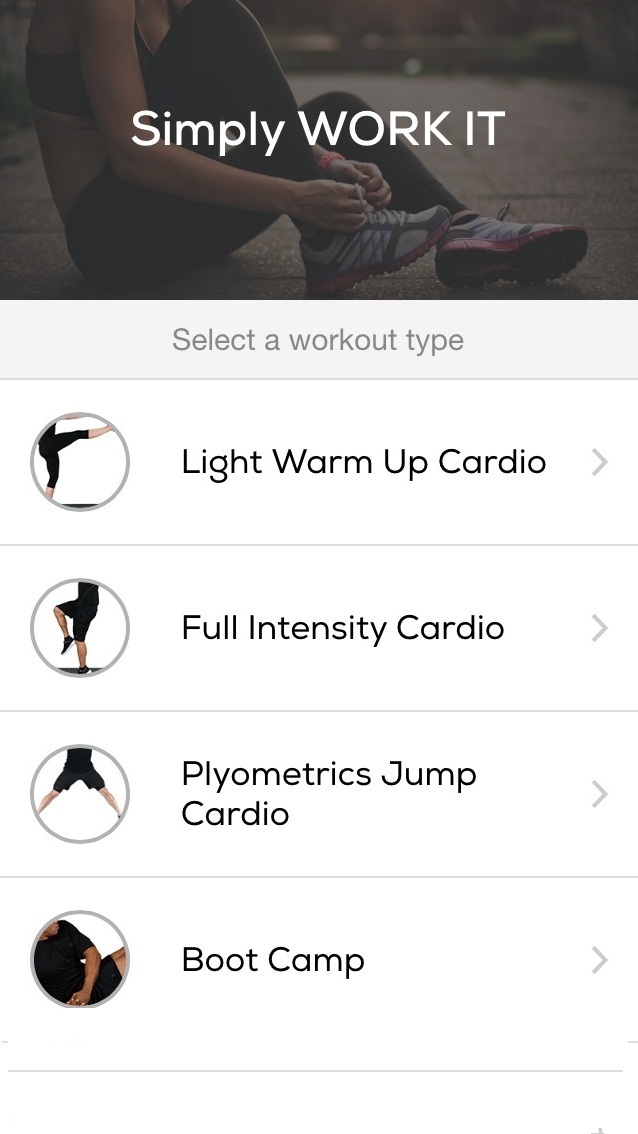 Simply WORK IT
Select a workout type
Light Warm Up Cardio
Full Intensity Cardio
Plyometrics Jump
Cardio
Boot Camp